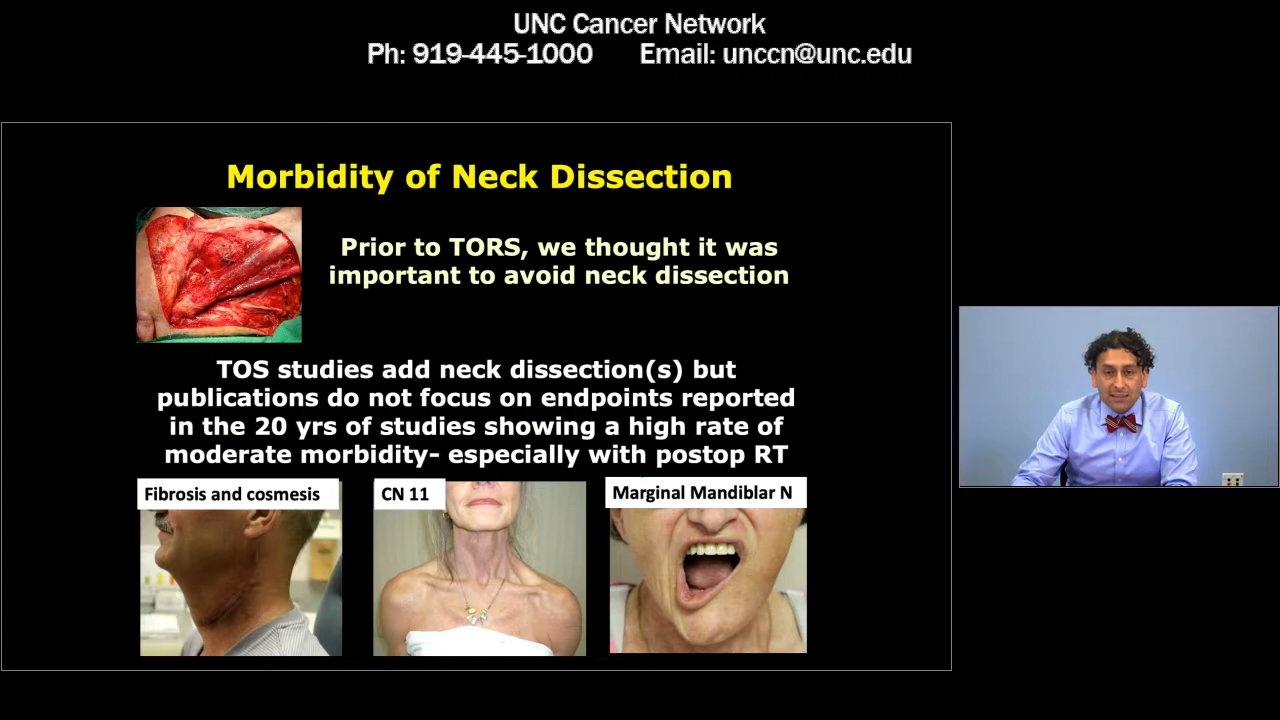 UNC Cancer Network
Ph: 919-445-1000 Email: unccn@unc.edu
Morbidity of Neck Dissection
Prior to TORS, we thought it was
important to avoid neck dissection
TOS studies add neck dissection(s) but
publications do not focus on endpoints reported
in the 20 yrs of studies showing a high rate of
moderate morbidity- especially with postop RT
Fibrosis and cosmesis
CN 11
Marginal Mandiblar N